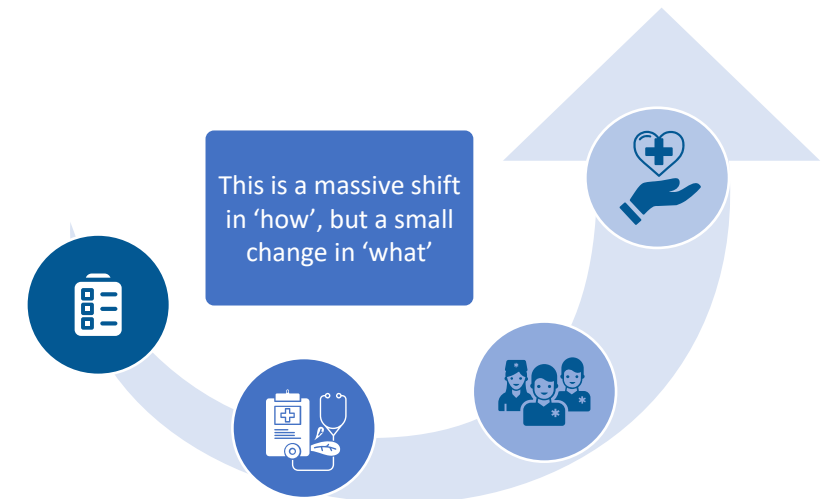 This is a massive shift
in ‘how’, but a small
change in ‘what’